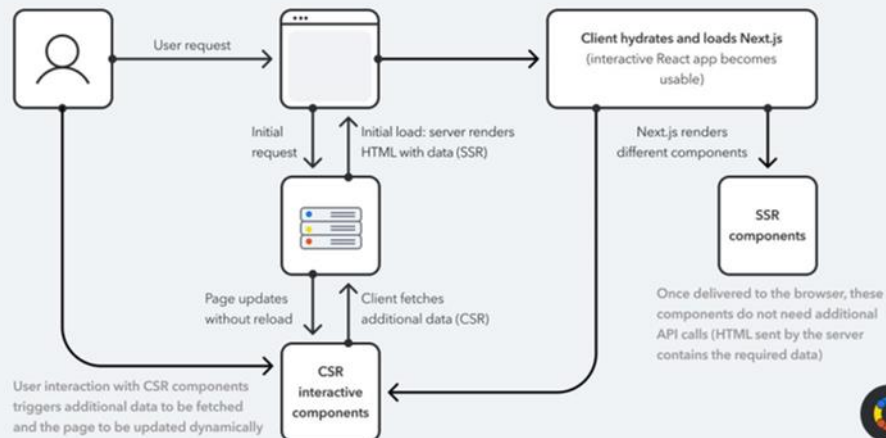 User request
Client hydrates and loads Next.js
(interactive React app becomes
usable)
Initial
request
Initial load: server renders
HTML with data (SSR)
Next.js renders
different components
SSR
components
Page updates
without reload
Client fetches
additional data (CSR)
Once delivered to the browser, these
components do not need additional
API calls (HTML sent by the server
contains the required data)
CSR
interactive
components
User interaction with CSR components
triggers additional data to be fetched
and the page to be updated dynamically